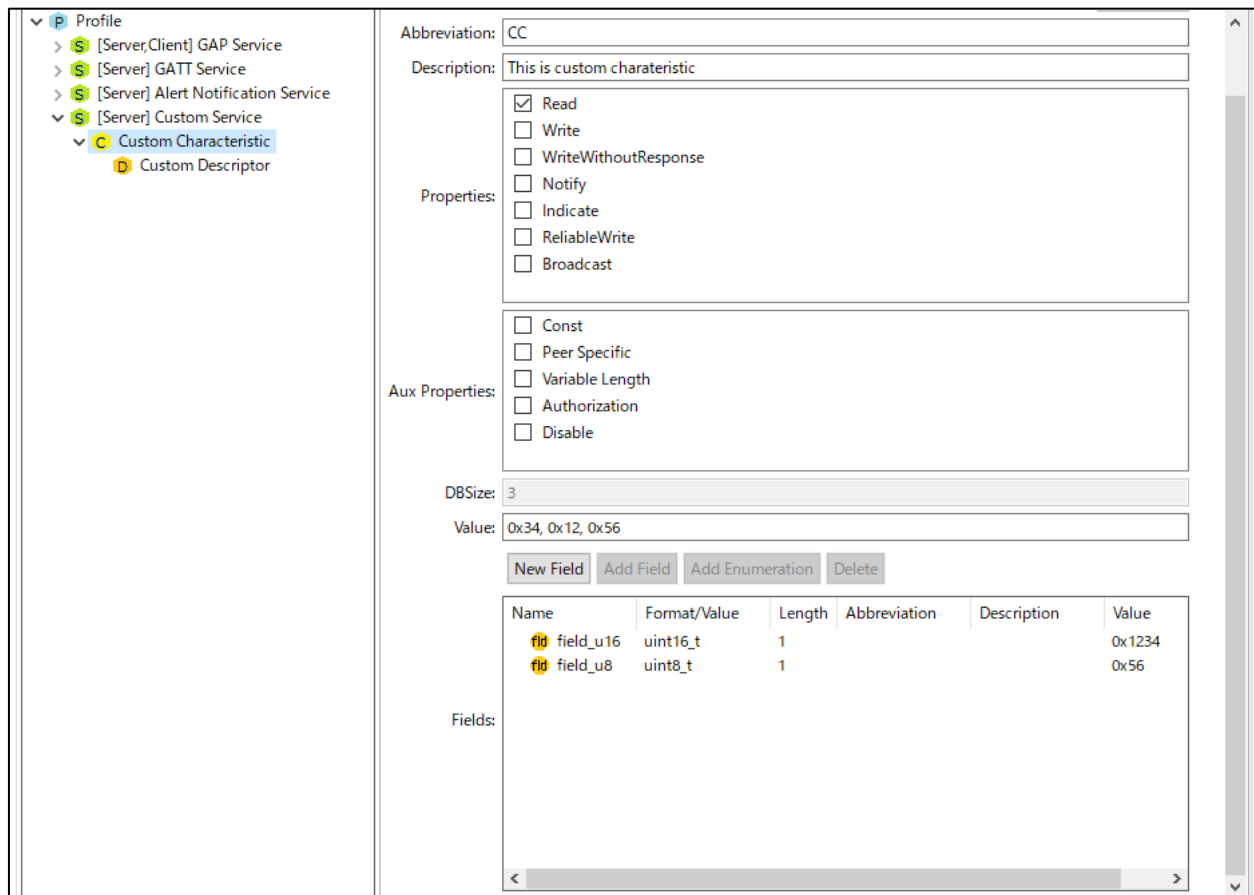 P Profile
S [Server,Client] GAP Service
S [Server] GATT Service
S [Server] Alert Notification Service
S [Server] Custom Service
C Custom Characteristic
D Custom Descriptor
Abbreviation: CC
Description: This is custom charateristic
Properties:
Read
Write
WriteWithoutResponse
Notify
Indicate
ReliableWrite
Broadcast
Aux Properties:
Const
Peer Specific
Variable Length
Authorization
Disable
DBSize: 3
Value: 0x34, 0x12, 0x56
New Field Add Field Add Enumeration Delete
Fields:
Name Format/Value Length Abbreviation Description Value
fld field_u16 uint16_t 1 0x1234
fld field_u8 uint8_t 1 0x56